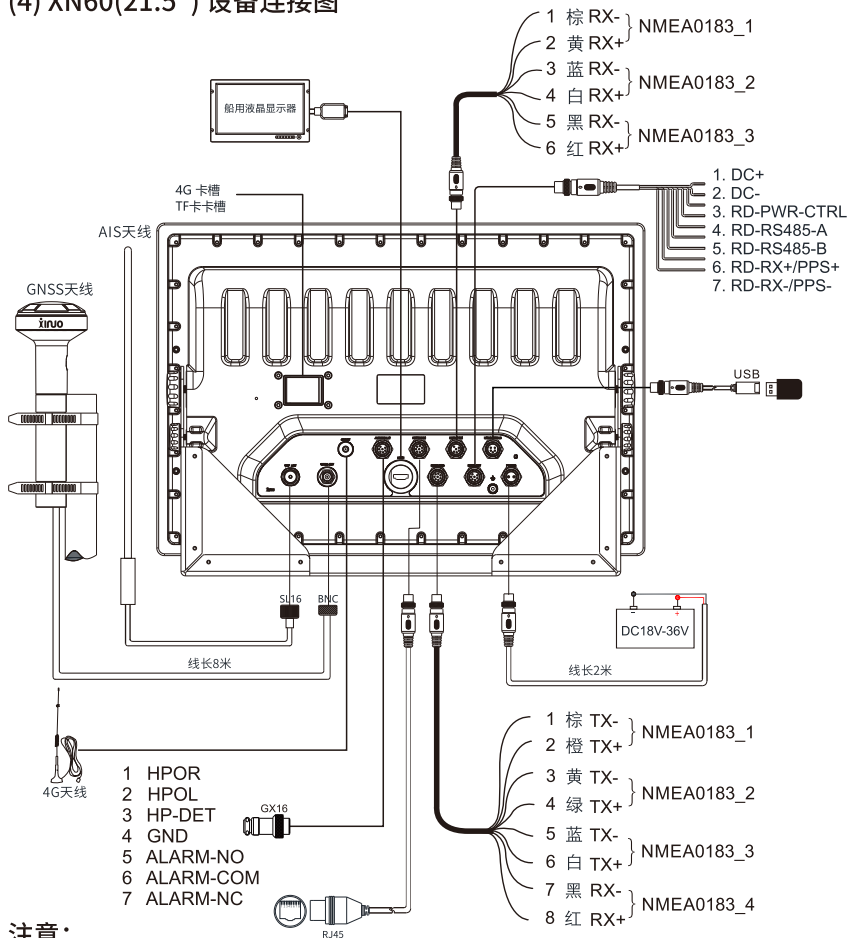 (4) XN60(21.5") 设备连接图
1 棕 RX-
2 黄 RX+
NMEA0183_1
3 蓝 RX-
4 白 RX+
NMEA0183_2
5 黑 RX-
6 红 RX+
NMEA0183_3
船用液晶显示器
1. DC+
2. DC-
3. RD-PWR-CTRL
4. RD-RS485-A
5. RD-RS485-B
6. RD-RX+/PPS+
7. RD-RX-/PPS-
4G 卡槽
TF卡卡槽
AIS天线
GNSS天线
xinuo
USB
SL16
BNC
DC18V-36V
线长8米
线长2米
4G天线
1 HPOR
2 HPOL
3 HP-DET
4 GND
5 ALARM-NO
6 ALARM-COM
7 ALARM-NC
GX16
RJ45
1 棕 TX-
2 橙 TX+
NMEA0183_1
3 黄 TX-
4 绿 TX+
NMEA0183_2
5 蓝 TX-
6 白 TX+
NMEA0183_3
7 黑 RX-
8 红 RX+
NMEA0183_4
注意：